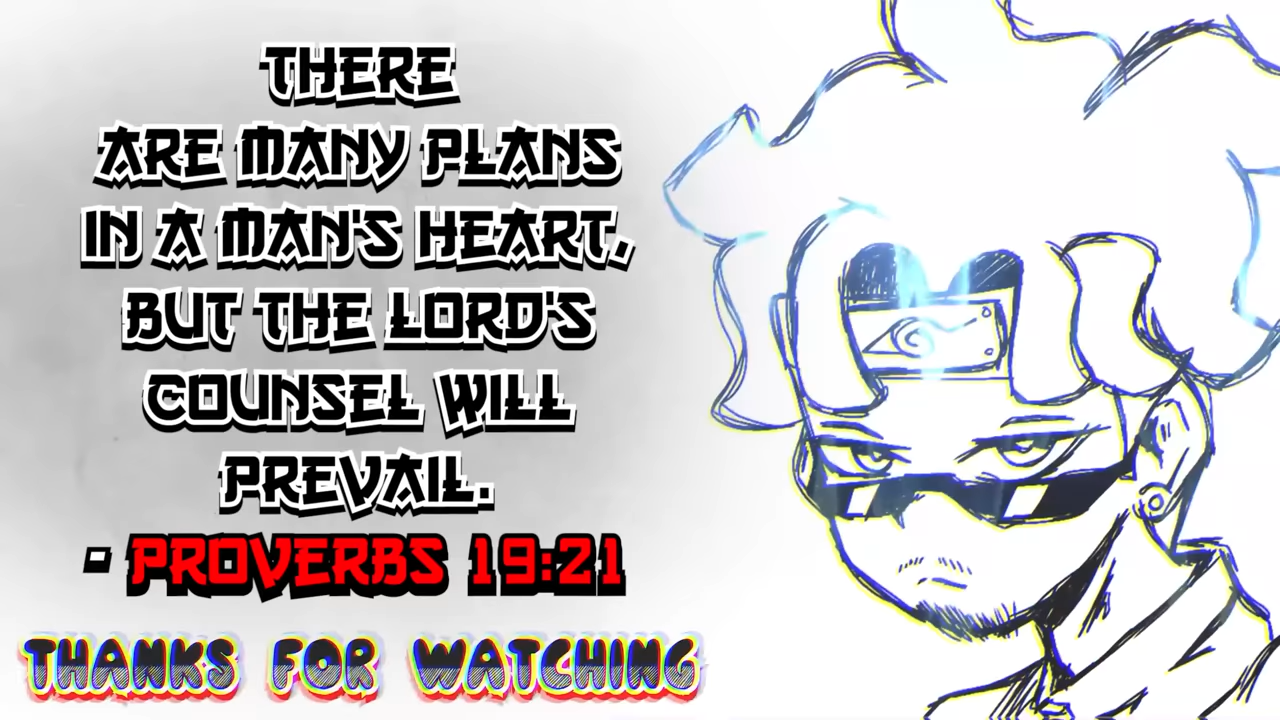 THERE
ARE MANY PLANS
IN A MAN'S HEART,
BUT THE LORD'S
COUNSEL WILL
PREVAIL.
- PROVERBS 19:21
THANKS FOR WATCHING